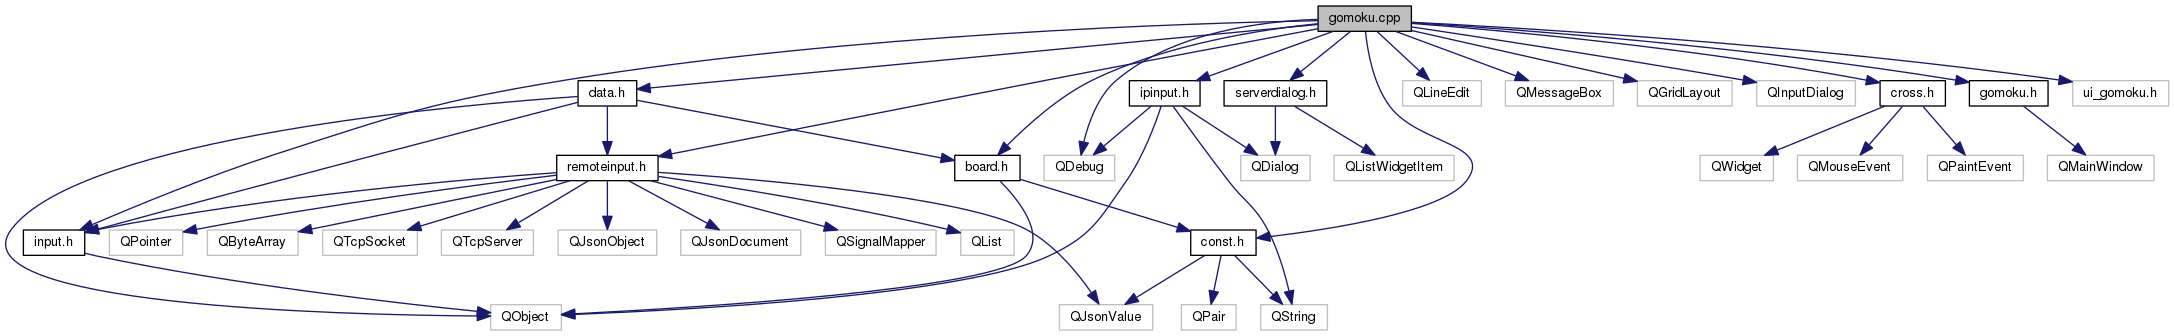 gomoku.cpp
data.h
ipinput.h
serverdialog.h
QLineEdit
QMessageBox
QGridLayout
QInputDialog
cross.h
gomoku.h
ui_gomoku.h
remoteinput.h
board.h
QDebug
QDialog
QListWidgetItem
QWidget
QMouseEvent
QPaintEvent
QMainWindow
input.h
QPointer
QByteArray
QTcpSocket
QTcpServer
QJsonObject
QJsonDocument
QSignalMapper
QList
const.h
QObject
QJsonValue
QPair
QString